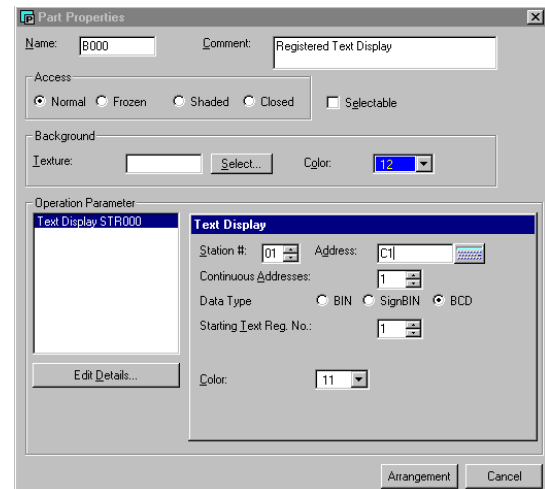 Part Properties
Name: B000 Comment: Registered Text Display
Access
Normal Frozen Shaded Closed Selectable
Background
Texture: Select... Color: 12
Operation Parameter
Text Display STR000
Text Display
Station #: 01 Address: C1
Continuous Addresses: 1
Data Type BIN SignBIN BCD
Starting Text Reg. No.: 1
Edit Details...
Color: 11
Arrangement Cancel